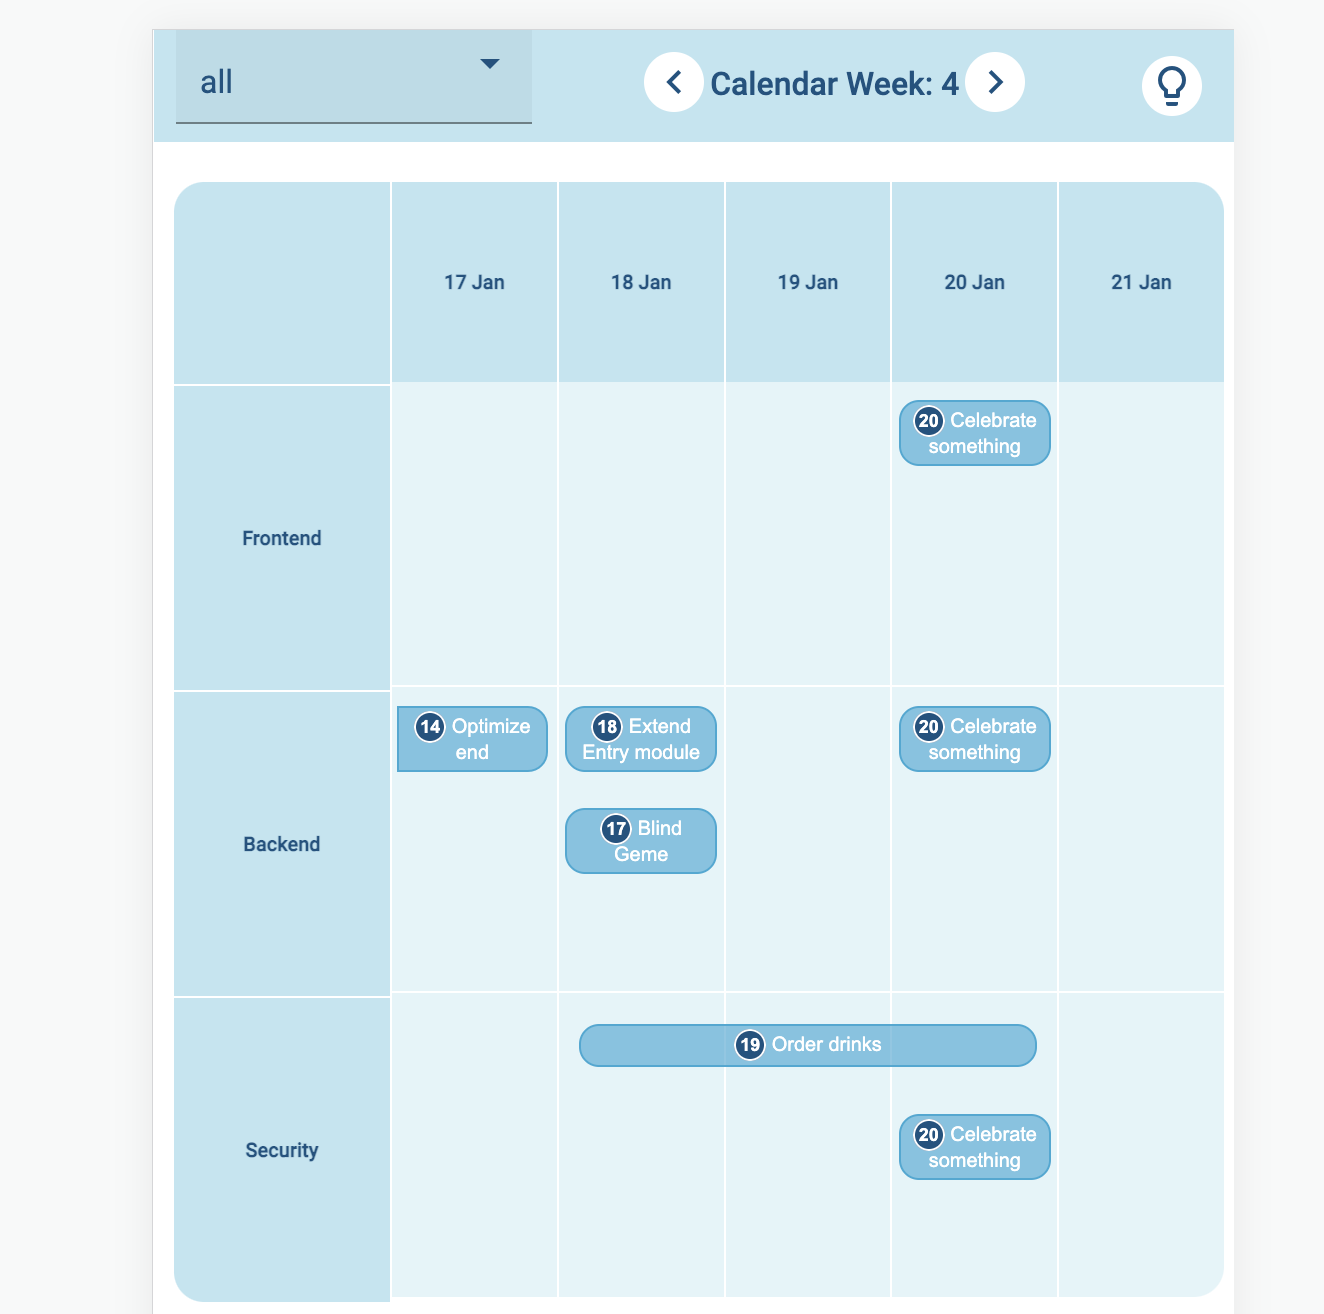 all
Calendar Week: 4
17 Jan
18 Jan
19 Jan
20 Jan
21 Jan
Frontend
20 Celebrate
something
Backend
14 Optimize
end
18 Extend
Entry module
17 Blind
Geme
20 Celebrate
something
Security
19 Order drinks
20 Celebrate
something